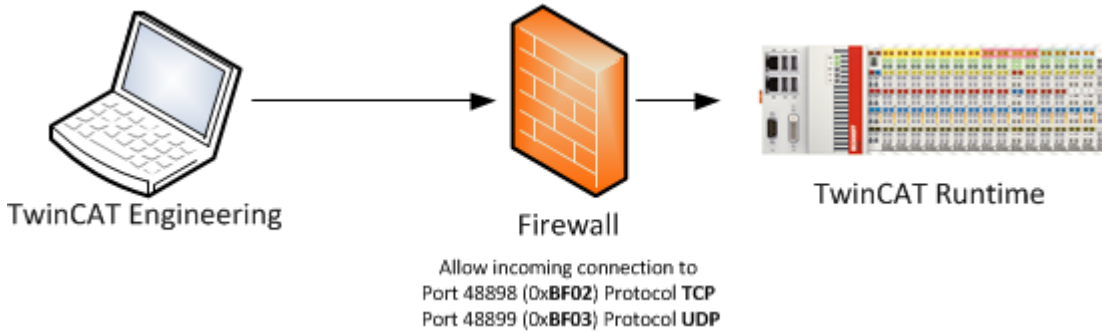 TwinCAT Engineering
Firewall
TwinCAT Runtime
Allow incoming connection to
Port 48898 (0xBF02) Protocol TCP
Port 48899 (0xBF03) Protocol UDP